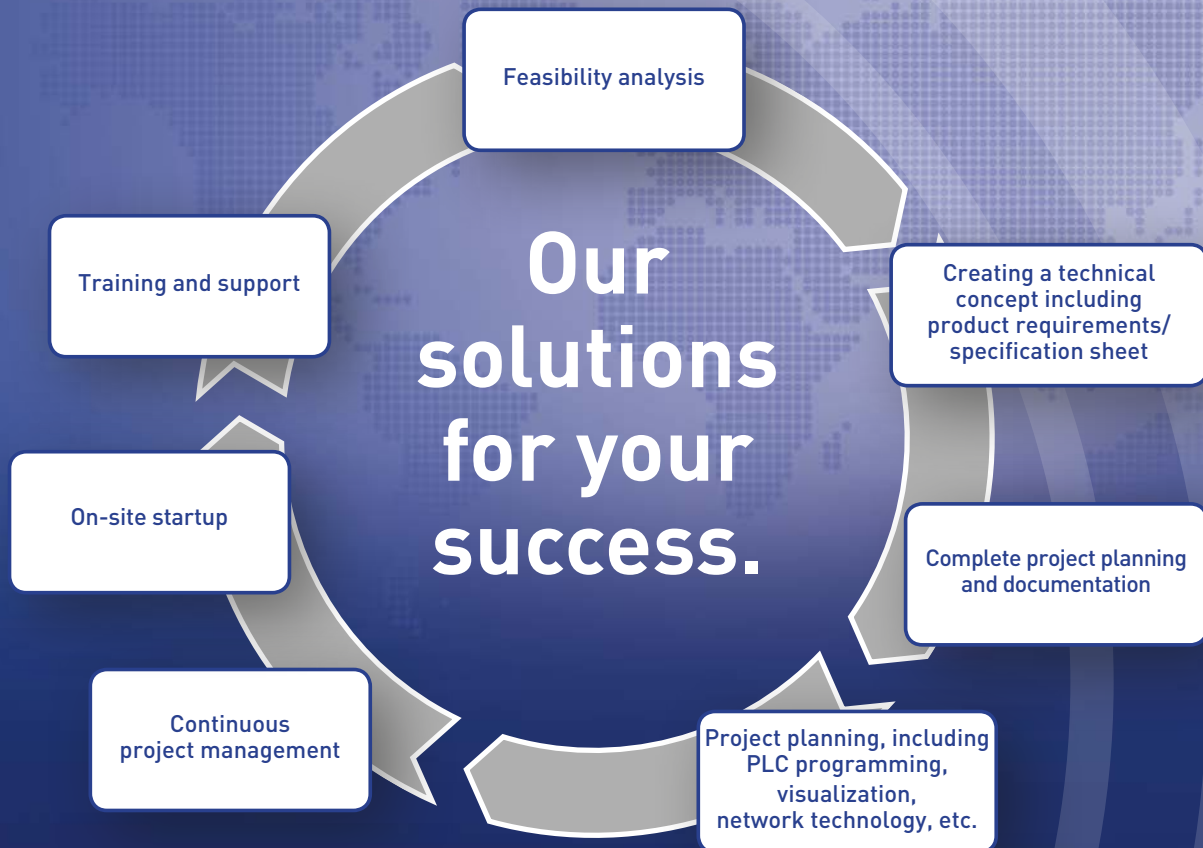 Feasibility analysis
Training and support
Our
solutions
for your
success.
Creating a technical
concept including
product requirements/
specification sheet
On-site startup
Complete project planning
and documentation
Continuous
project management
Project planning, including
PLC programming,
visualization,
network technology, etc.